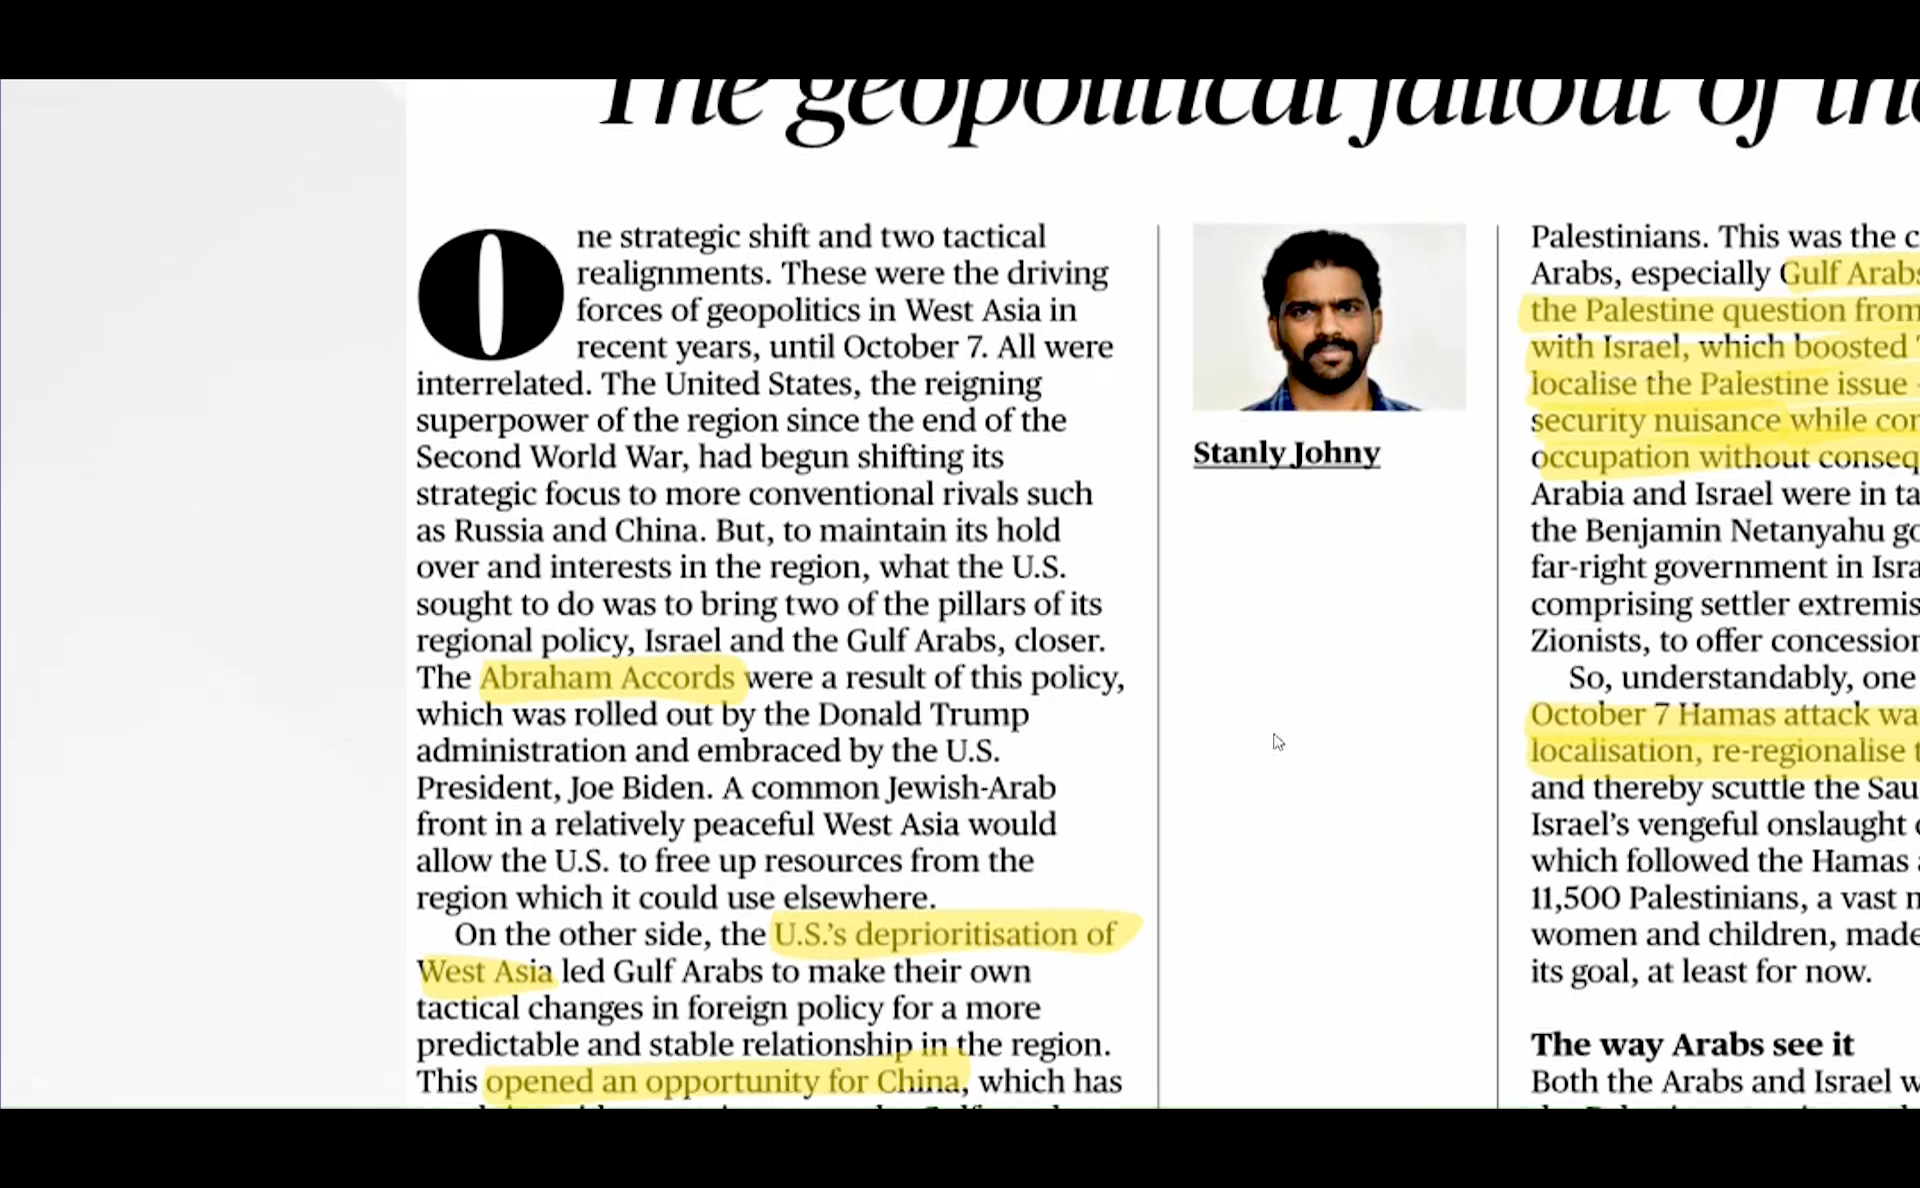 The geopolitical fallout of the
One strategic shift and two tactical
realignments. These were the driving
forces of geopolitics in West Asia in
recent years, until October 7. All were
interrelated. The United States, the reigning
superpower of the region since the end of the
Second World War, had begun shifting its
strategic focus to more conventional rivals such
as Russia and China. But, to maintain its hold
over and interests in the region, what the U.S.
sought to do was to bring two of the pillars of its
regional policy, Israel and the Gulf Arabs, closer.
The Abraham Accords were a result of this policy,
which was rolled out by the Donald Trump
administration and embraced by the U.S.
President, Joe Biden. A common Jewish-Arab
front in a relatively peaceful West Asia would
allow the U.S. to free up resources from the
region which it could use elsewhere.
On the other side, the U.S.'s deprioritisation of
West Asia led Gulf Arabs to make their own
tactical changes in foreign policy for a more
predictable and stable relationship in the region.
This opened an opportunity for China, which has
Stanly Johny
Palestinians. This was the
Arabs, especially Gulf Arabs
the Palestine question from
with Israel, which boosted
localise the Palestine issue
security nuisance while
occupation without
Arabia and Israel were in
the Benjamin Netanyahu
far-right government in
comprising settler
Zionists, to offer
So, understandably, one
October 7 Hamas attack
localisation, re-regionalise
and thereby scuttle the
Israel's vengeful onslaught
which followed the Hamas
11,500 Palestinians, a vast
women and children, made
its goal, at least for now.
The way Arabs see it
Both the Arabs and Israel